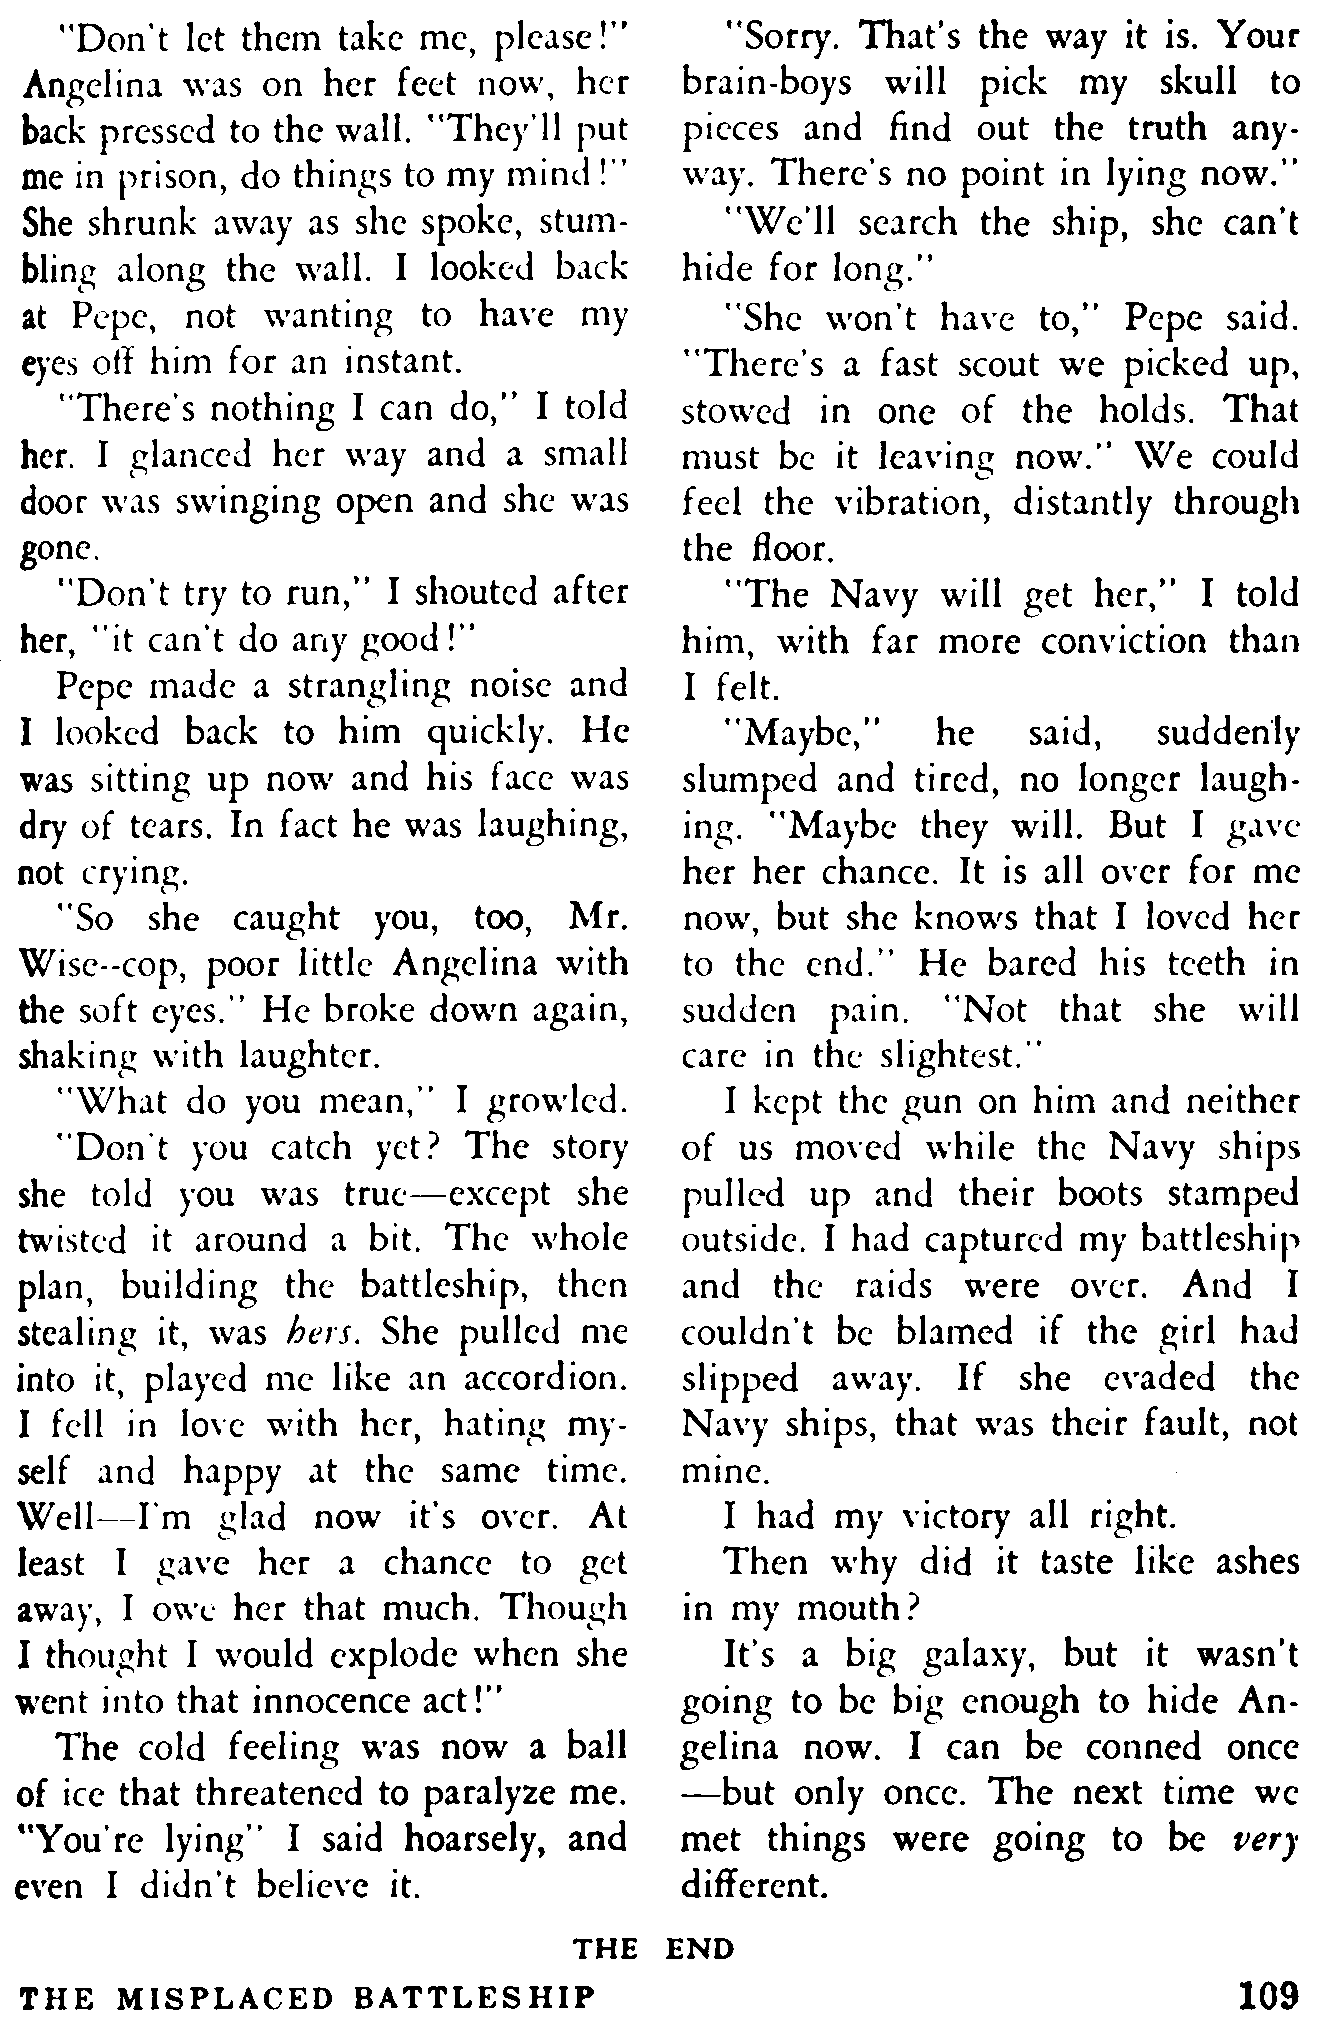 "Don't let them take me, please!"
Angelina was on her feet now, her
back pressed to the wall. "They'll put
me in prison, do things to my mind!"
She shrunk away as she spoke, stum-
bling along the wall. I looked back
at Pepe, not wanting to have my
eyes off him for an instant.
"There's nothing I can do," I told
her. I glanced her way and a small
door was swinging open and she was
gone.
"Don't try to run," I shouted after
her, "it can't do any good!"
Pepe made a strangling noise and
I looked back to him quickly. He
was sitting up now and his face was
dry of tears. In fact he was laughing,
not crying.
"So she caught you, too, Mr.
Wise--cop, poor little Angelina with
the soft eyes." He broke down again,
shaking with laughter.
"What do you mean," I growled.
"Don't you catch yet? The story
she told you was true—except she
twisted it around a bit. The whole
plan, building the battleship, then
stealing it, was hers. She pulled me
into it, played me like an accordion.
I fell in love with her, hating my-
self and happy at the same time.
Well—I'm glad now it's over. At
least I gave her a chance to get
away, I owe her that much. Though
I thought I would explode when she
went into that innocence act!"
The cold feeling was now a ball
of ice that threatened to paralyze me.
"You're lying" I said hoarsely, and
even I didn't believe it.
"Sorry. That's the way it is. Your
brain-boys will pick my skull to
pieces and find out the truth any-
way. There's no point in lying now."
"We'll search the ship, she can't
hide for long."
"She won't have to," Pepe said.
"There's a fast scout we picked up,
stowed in one of the holds. That
must be it leaving now." We could
feel the vibration, distantly through
the floor.
"The Navy will get her," I told
him, with far more conviction than
I felt.
"Maybe," he said, suddenly
slumped and tired, no longer laugh-
ing. "Maybe they will. But I gave
her her chance. It is all over for me
now, but she knows that I loved her
to the end." He bared his teeth in
sudden pain. "Not that she will
care in the slightest."
I kept the gun on him and neither
of us moved while the Navy ships
pulled up and their boots stamped
outside. I had captured my battleship
and the raids were over. And I
couldn't be blamed if the girl had
slipped away. If she evaded the
Navy ships, that was their fault, not
mine.
I had my victory all right.
Then why did it taste like ashes
in my mouth?
It's a big galaxy, but it wasn't
going to be big enough to hide An-
gelina now. I can be conned once
—but only once. The next time we
met things were going to be very
different.
THE END
THE MISPLACED BATTLESHIP 109